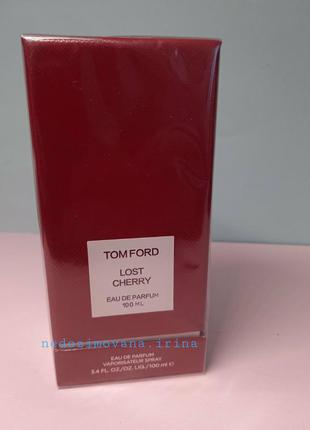 TOM FORD
LOST
CHERRY
EAU DE PARFUM
100 ML
nedosimovana.irina
EAU DE PARFUM
VAPORISATEUR SPRAY
3.4 FL. OZ./OZ. LIQ./100 ml ℮